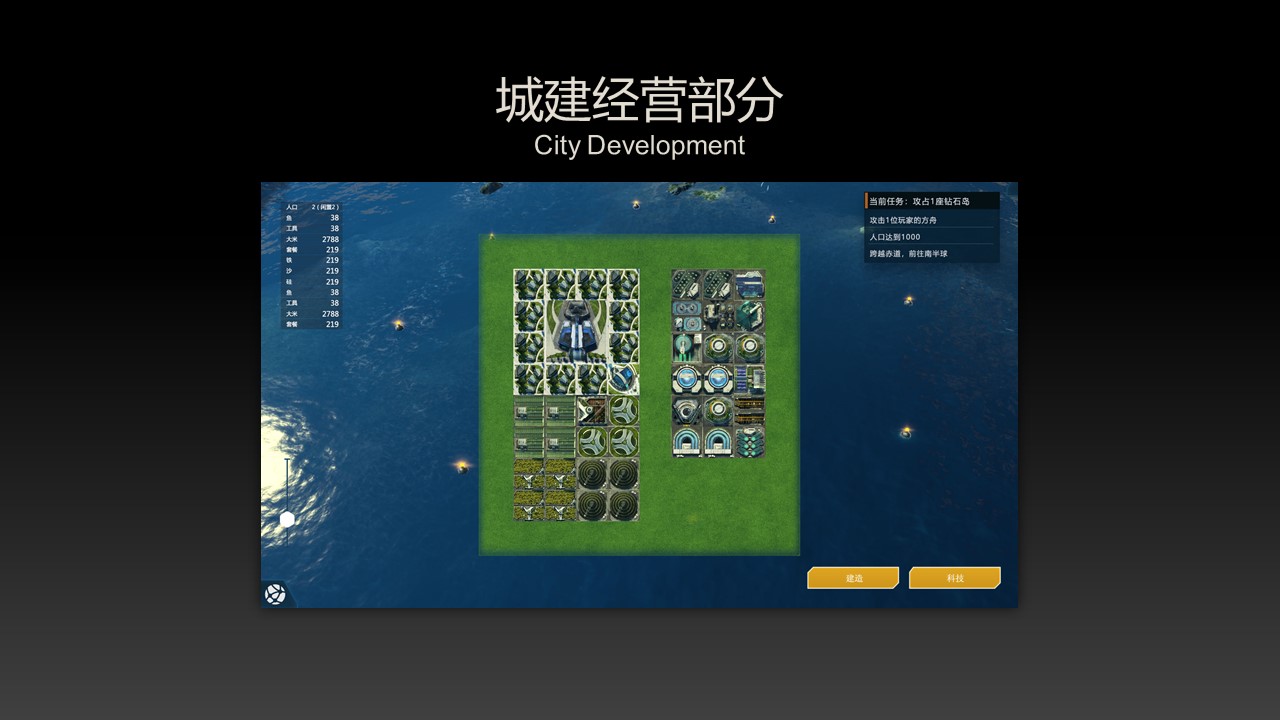 城建经营部分
City Development
人口 2 ( 闲置2 )
鱼 38
工具 38
大米 2788
套餐 219
铁 219
沙 219
硅 219
鱼 38
工具 38
大米 2788
套餐 219
当前任务：攻占1座钻石岛
攻击1位玩家的方舟
人口达到1000
跨越赤道，前往南半球
建造
科技